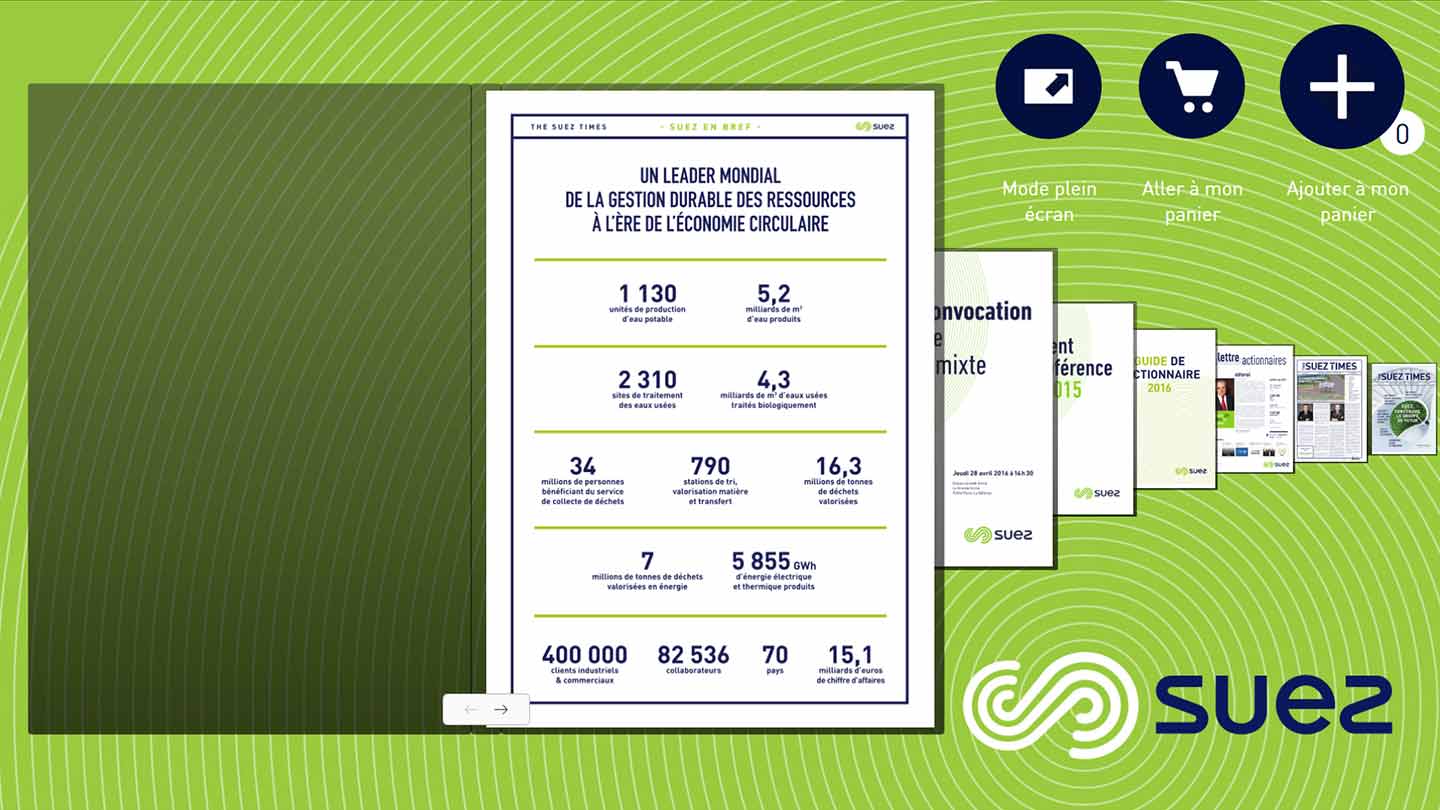 THE SUEZ TIMES
- SUEZ EN BREF -
suez
UN LEADER MONDIAL
DE LA GESTION DURABLE DES RESSOURCES
À L'ÈRE DE L'ÉCONOMIE CIRCULAIRE
1 130
unités de production
d'eau potable
5,2
milliards de m³
d'eau produits
2 310
sites de traitement
des eaux usées
4,3
milliards de m³ d'eaux usées
traités biologiquement
34
millions de personnes
bénéficiant du service
de collecte de déchets
790
stations de tri,
valorisation matière
et transfert
16,3
millions de tonnes
de déchets
valorisées
7
millions de tonnes de déchets
valorisées en énergie
5 855 GWh
d'énergie électrique
et thermique produits
400 000
clients industriels
& commerciaux
82 536
collaborateurs
70
pays
15,1
milliards d'euros
de chiffre d'affaires
Mode plein
écran
Aller à mon
panier
0
Ajouter à mon
panier
onvocation
e
mixte
Jeudi 28 avril 2016 à 14h30
suez
ent
férence
015
suez
GUIDE DE
CTIONNAIRE
2016
suez
lettre actionnaires
suez
SUEZ TIMES
SUEZ TIMES
suez